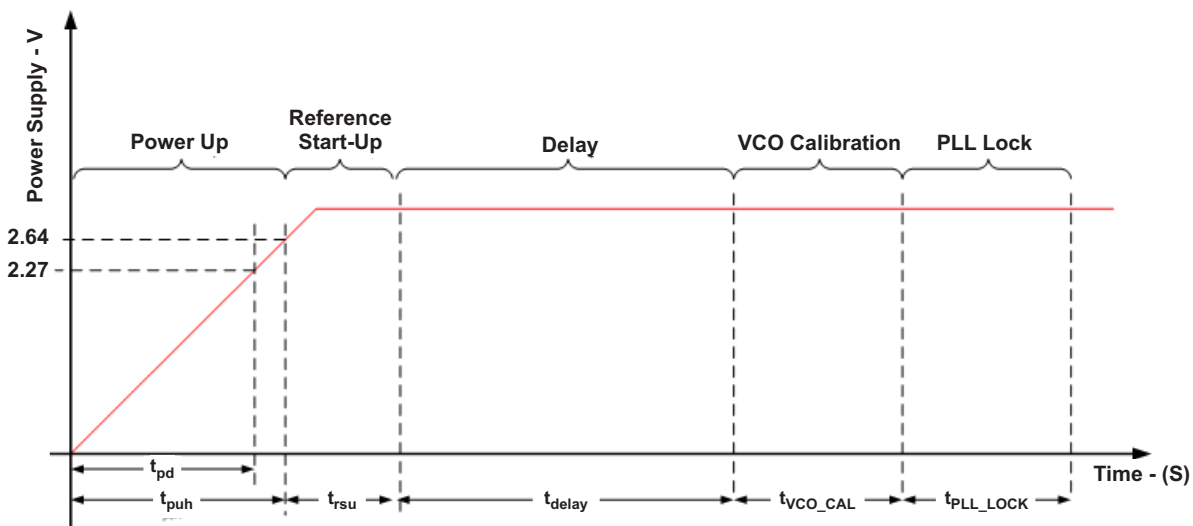 Power Supply - V
Power Up
Reference
Start-Up
Delay
VCO Calibration
PLL Lock
2.64
2.27
tpd
Time - (S)
tpuh
trsu
tdelay
tVCO_CAL
tPLL_LOCK